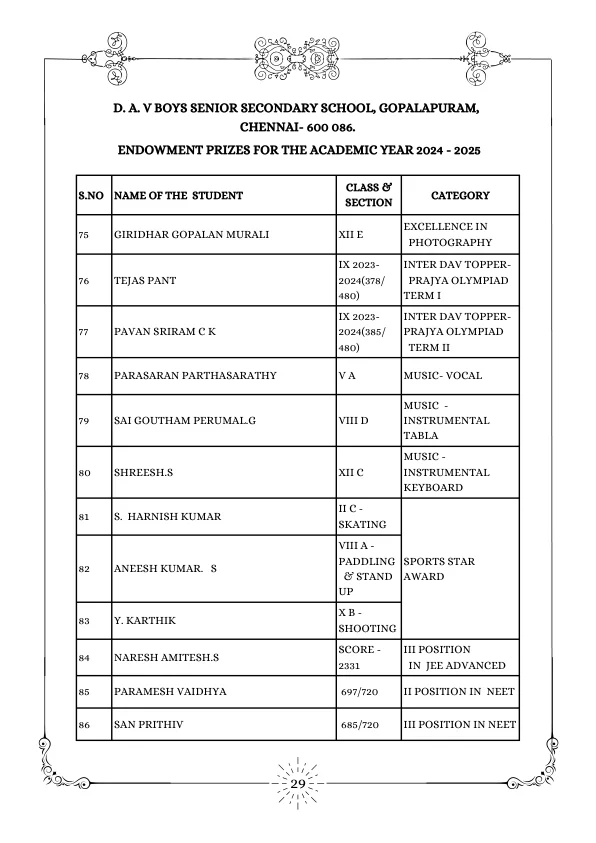 D. A. V BOYS SENIOR SECONDARY SCHOOL, GOPALAPURAM,
CHENNAI- 600 086.
ENDOWMENT PRIZES FOR THE ACADEMIC YEAR 2024 - 2025
S.NO NAME OF THE STUDENT CLASS & SECTION CATEGORY
75 GIRIDHAR GOPALAN MURALI XII E EXCELLENCE IN
PHOTOGRAPHY
76 TEJAS PANT IX 2023-
2024(378/
480) INTER DAV TOPPER-
PRAJYA OLYMPIAD
TERM I
77 PAVAN SRIRAM C K IX 2023-
2024(385/
480) INTER DAV TOPPER-
PRAJYA OLYMPIAD
TERM II
78 PARASARAN PARTHASARATHY V A MUSIC- VOCAL
79 SAI GOUTHAM PERUMAL.G VIII D MUSIC -
INSTRUMENTAL
TABLA
80 SHREESH.S XII C MUSIC -
INSTRUMENTAL
KEYBOARD
81 S. HARNISH KUMAR II C -
SKATING
82 ANEESH KUMAR. S VIII A -
PADDLING
& STAND
UP
SPORTS STAR
AWARD
83 Y. KARTHIK X B -
SHOOTING
84 NARESH AMITESH.S SCORE -
2331 III POSITION
IN JEE ADVANCED
85 PARAMESH VAIDHYA 697/720 II POSITION IN NEET
86 SAN PRITHIV 685/720 III POSITION IN NEET
29